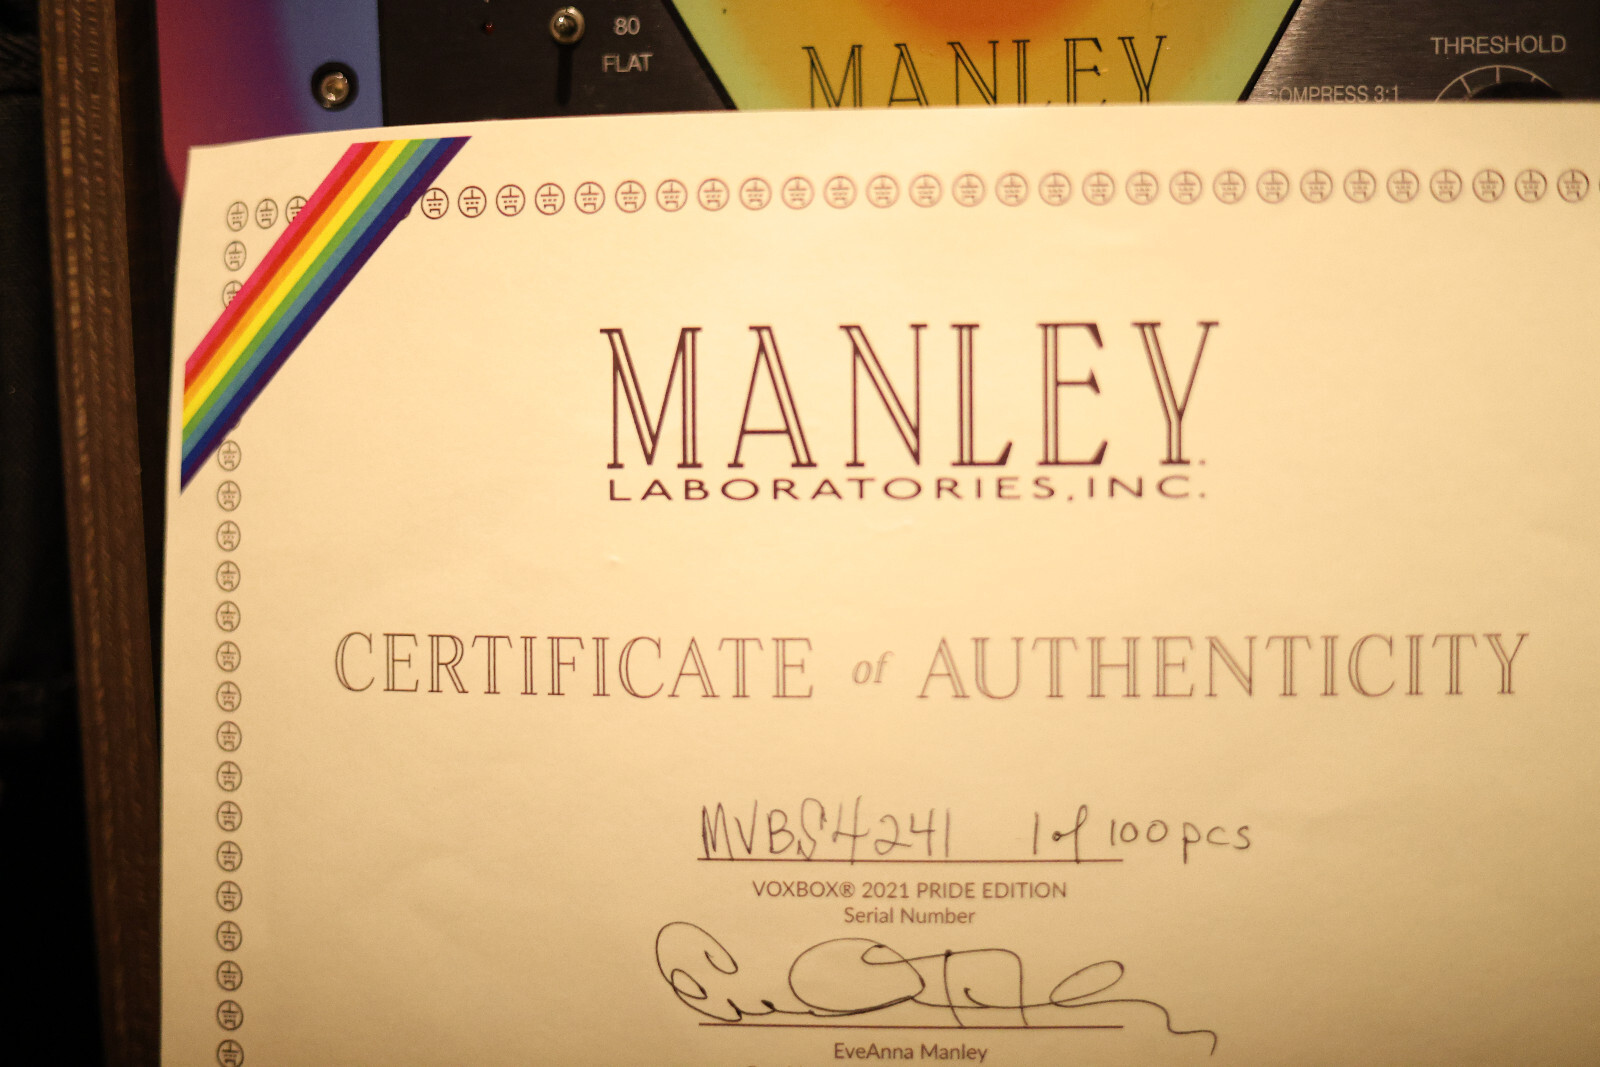 80
FLAT
MANLEY
THRESHOLD
COMPRESS 3:1
MANLEY.
LABORATORIES, INC.
CERTIFICATE of AUTHENTICITY
MVBS4241 1 of 100 pcs
VOXBOX® 2021 PRIDE EDITION
Serial Number
EveAnna Manley